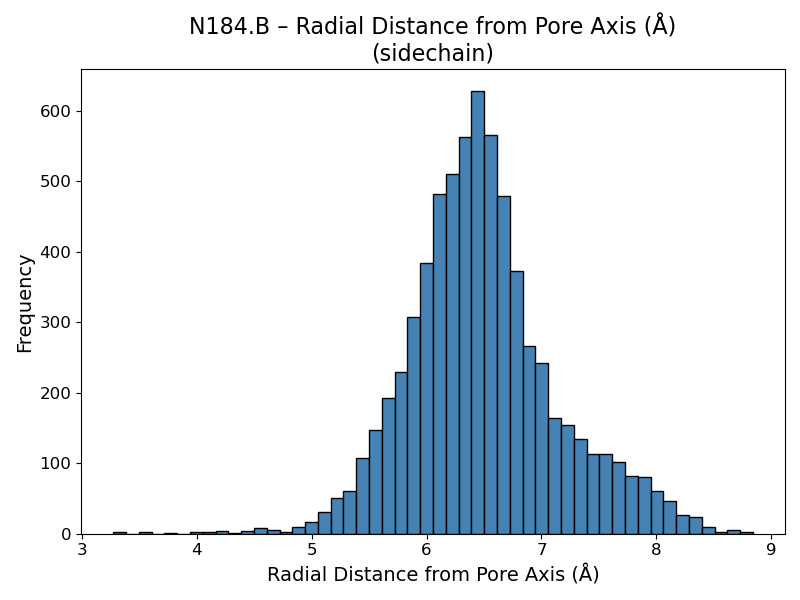 N184.B – Radial Distance from Pore Axis (Å)
(sidechain)
Frequency
600
500
400
300
200
100
0
3 4 5 6 7 8 9
Radial Distance from Pore Axis (Å)